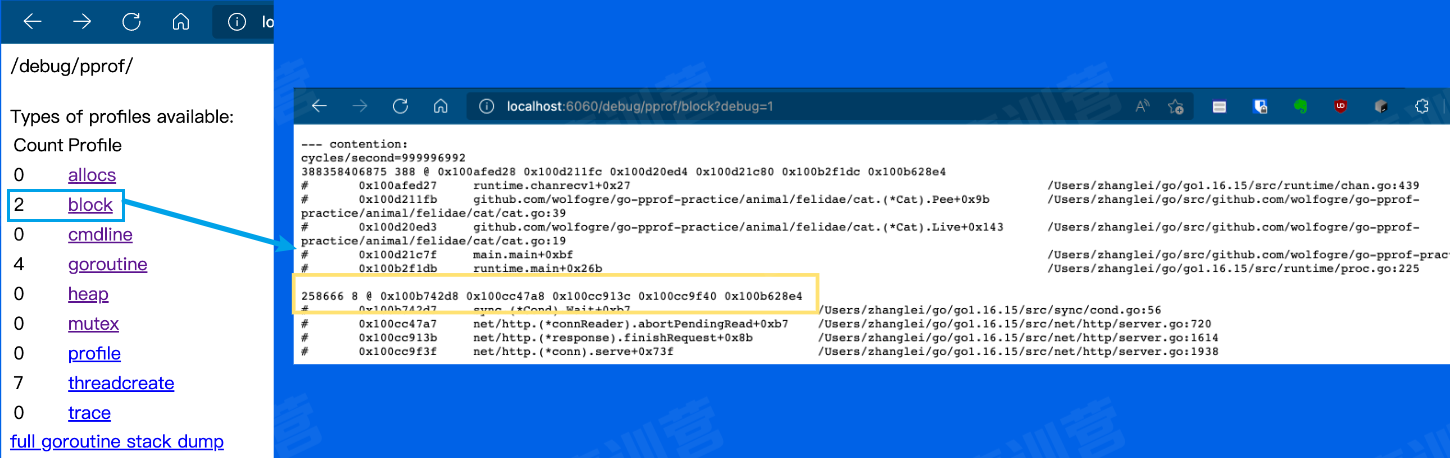 lo
/debug/pprof/
Types of profiles available:
Count Profile
0 allocs
2 block
0 cmdline
4 goroutine
0 heap
0 mutex
0 profile
7 threadcreate
0 trace
full goroutine stack dump
localhost:6060/debug/pprof/block?debug=1
--- contention:
cycles/second=999996992
388358406875 388 @ 0x100afed28 0x100d211fc 0x100d20ed4 0x100d21c80 0x100b2f1dc 0x100b628e4
# 0x100afed27 runtime.chanrecv1+0x27 /Users/zhanglei/go/go1.16.15/src/runtime/chan.go:439
# 0x100d211fb github.com/wolfogre/go-pprof-practice/animal/felidae/cat.(*Cat).Pee+0x9b /Users/zhanglei/go/src/github.com/wolfogre/go-pprof-
practice/animal/felidae/cat/cat.go:39
# 0x100d20ed3 github.com/wolfogre/go-pprof-practice/animal/felidae/cat.(*Cat).Live+0x143 /Users/zhanglei/go/src/github.com/wolfogre/go-pprof-
practice/animal/felidae/cat/cat.go:19
# 0x100d21c7f main.main+0xbf /Users/zhanglei/go/src/github.com/wolfogre/go-pprof-prac
# 0x100b2f1db runtime.main+0x26b /Users/zhanglei/go/go1.16.15/src/runtime/proc.go:225
258666 8 @ 0x100b742d8 0x100cc47a8 0x100cc913c 0x100cc9f40 0x100b628e4
# 0x100b742d7 sync.(*Cond).Wait+0xb7 /Users/zhanglei/go/go1.16.15/src/sync/cond.go:56
# 0x100cc47a7 net/http.(*connReader).abortPendingRead+0xb7 /Users/zhanglei/go/go1.16.15/src/net/http/server.go:720
# 0x100cc913b net/http.(*response).finishRequest+0x8b /Users/zhanglei/go/go1.16.15/src/net/http/server.go:1614
# 0x100cc9f3f net/http.(*conn).serve+0x73f /Users/zhanglei/go/go1.16.15/src/net/http/server.go:1938